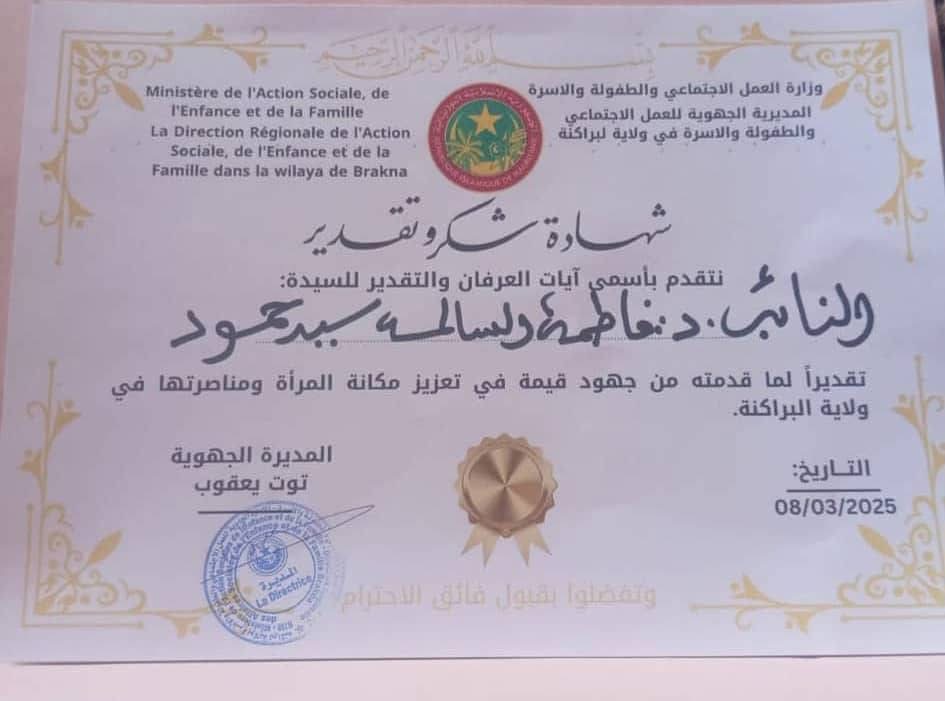 بسم الله الرحمن الرحيم
Ministère de l'Action Sociale, de
l'Enfance et de la Famille
La Direction Régionale de l'Action
Sociale, de l'Enfance et de la
Famille dans la wilaya de Brakna
وزارة العمل الاجتماعي والطفولة والاسرة
المديرية الجهوية للعمل الاجتماعي
والطفولة والاسرة في ولاية لبراكنة
شهادة شكر وتقدير
نتقدم بأسمى آيات العرفان والتقدير للسيدة:
النائب. د. فاطمة السالمة سيدحمود
تقديراً لما قدمته من جهود قيمة في تعزيز مكانة المرأة ومناصرتها في
ولاية البراكنة.
المديرة الجهوية
توت يعقوب
التاريخ:
08/03/2025
المديرة
La Directrice
وتفضلوا بقبول فائق الاحترام